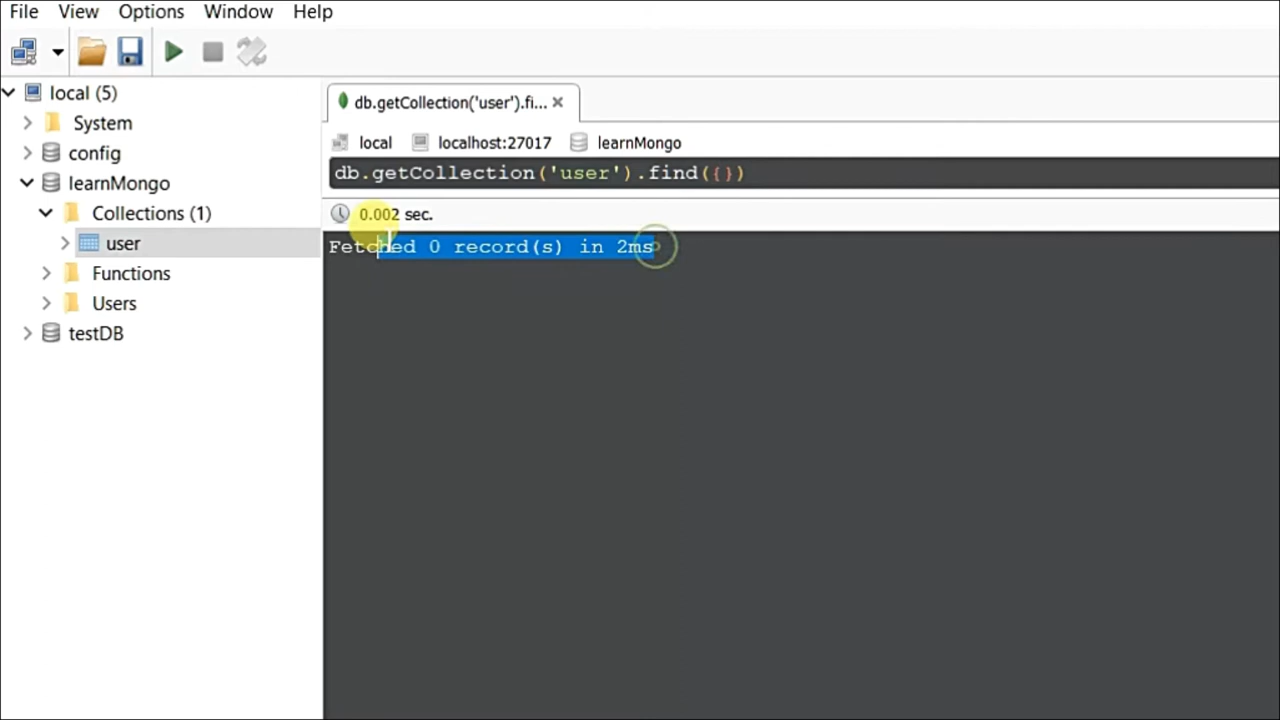 File View Options Window Help
local (5)
System
config
learnMongo
Collections (1)
user
Functions
Users
testDB
db.getCollection('user').fi...
local localhost:27017 learnMongo
db.getCollection('user').find({})
0.002 sec.
Fetched 0 record(s) in 2ms